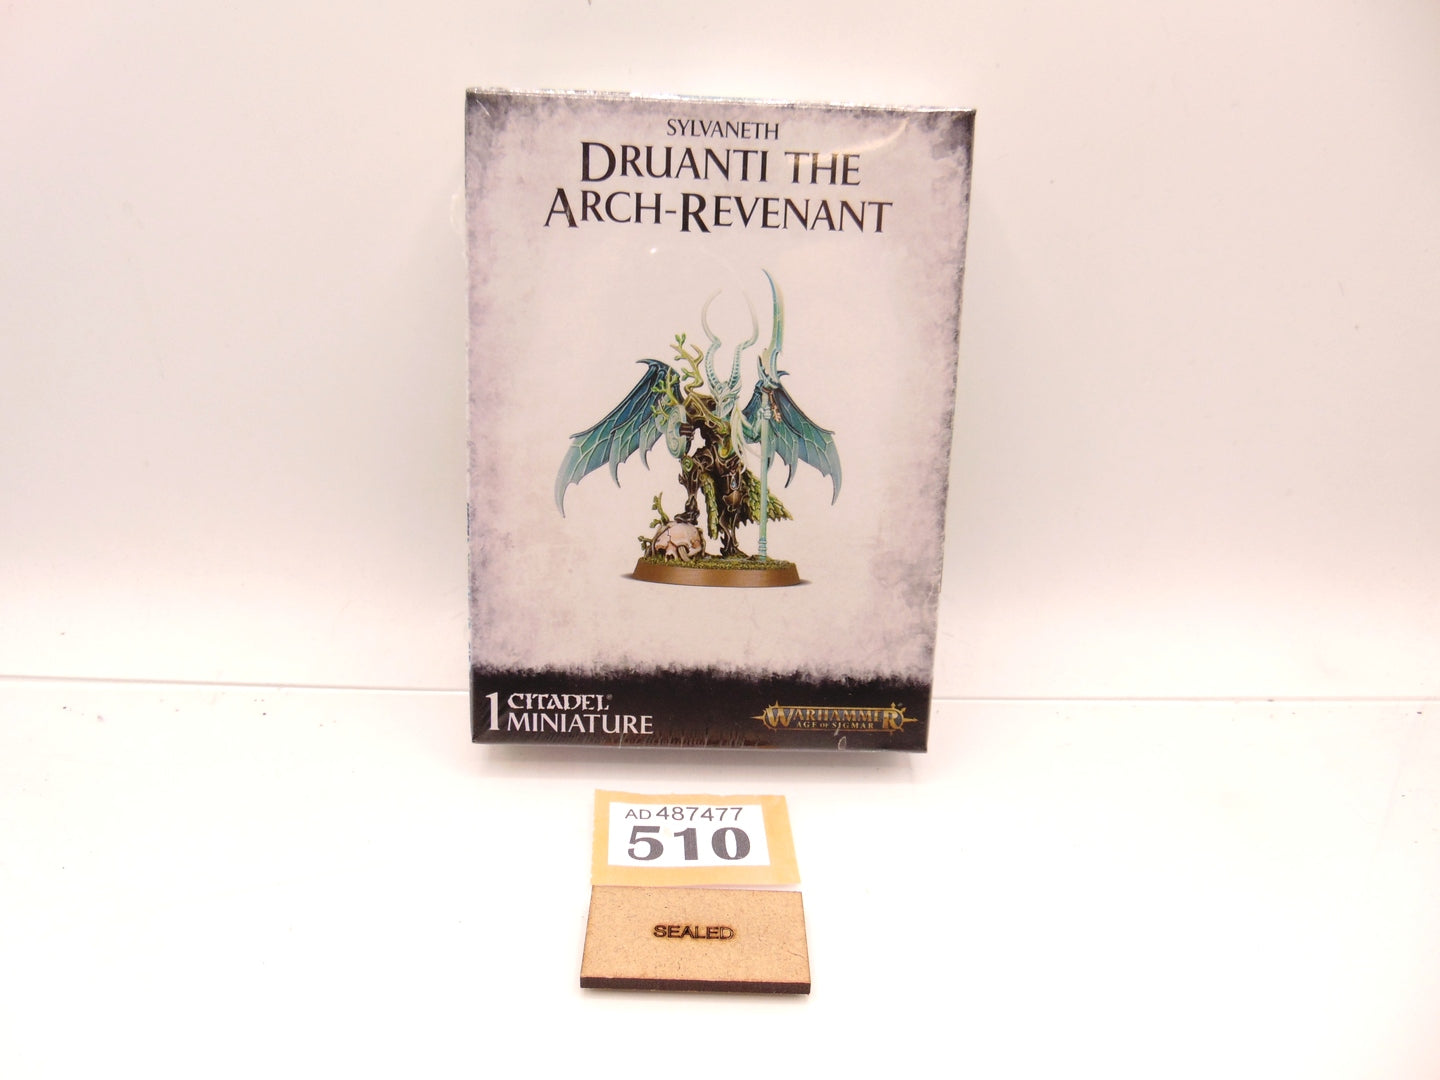 SYLVANETH
DRUANTI THE
ARCH-REVENANT
1 CITADEL®
MINIATURE
WARHAMMER
AGE OF SIGMAR
AD 487477
510
SEALED